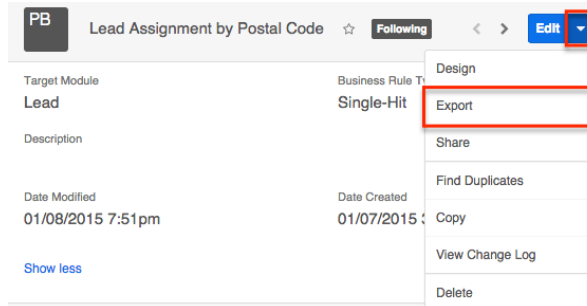 PB
Lead Assignment by Postal Code
Following
Edit
Target Module
Business Rule
Lead
Single-Hit
Description
Date Modified
Date Created
01/08/2015 7:51pm
01/07/2015
Show less
Design
Export
Share
Find Duplicates
Copy
View Change Log
Delete